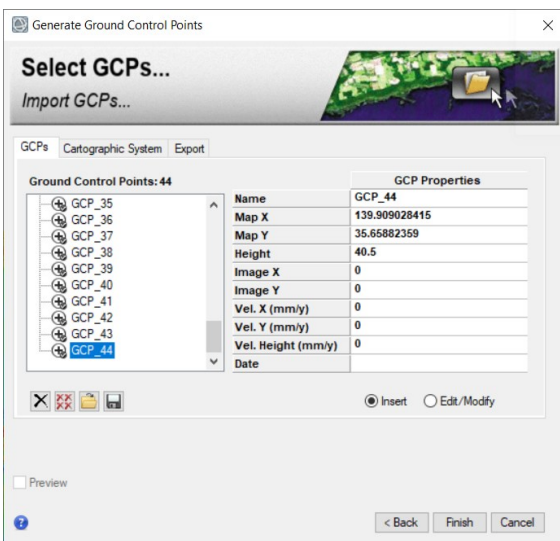 Generate Ground Control Points
Select GCPs...
Import GCPs...
GCPs Cartographic System Export
Ground Control Points: 44
GCP_35
GCP_36
GCP_37
GCP_38
GCP_39
GCP_40
GCP_41
GCP_42
GCP_43
GCP_44
GCP Properties
Name GCP_44
Map X 139.909028415
Map Y 35.65882359
Height 40.5
Image X 0
Image Y 0
Vel. X (mm/y) 0
Vel. Y (mm/y) 0
Vel. Height (mm/y) 0
Date
Insert Edit/Modify
Preview
< Back Finish Cancel